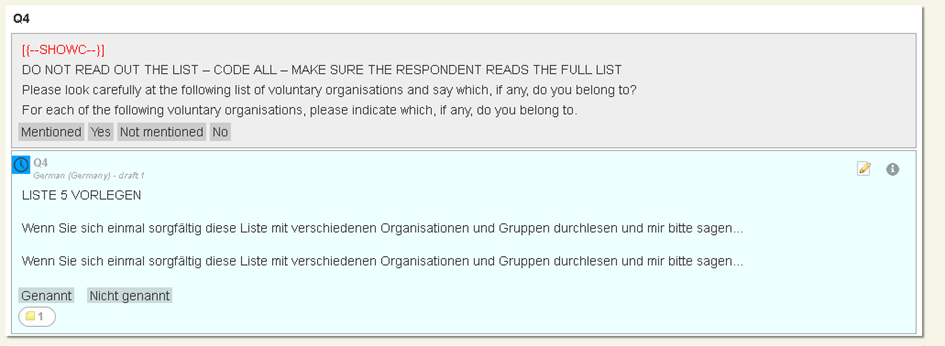 Q4
[{--SHOWC--}]
DO NOT READ OUT THE LIST – CODE ALL – MAKE SURE THE RESPONDENT READS THE FULL LIST
Please look carefully at the following list of voluntary organisations and say which, if any, do you belong to?
For each of the following voluntary organisations, please indicate which, if any, do you belong to.
Mentioned Yes Not mentioned No
Q4
German (Germany) - draft 1
LISTE 5 VORLEGEN
Wenn Sie sich einmal sorgfältig diese Liste mit verschiedenen Organisationen und Gruppen durchlesen und mir bitte sagen...
Wenn Sie sich einmal sorgfältig diese Liste mit verschiedenen Organisationen und Gruppen durchlesen und mir bitte sagen...
Genannt Nicht genannt
1